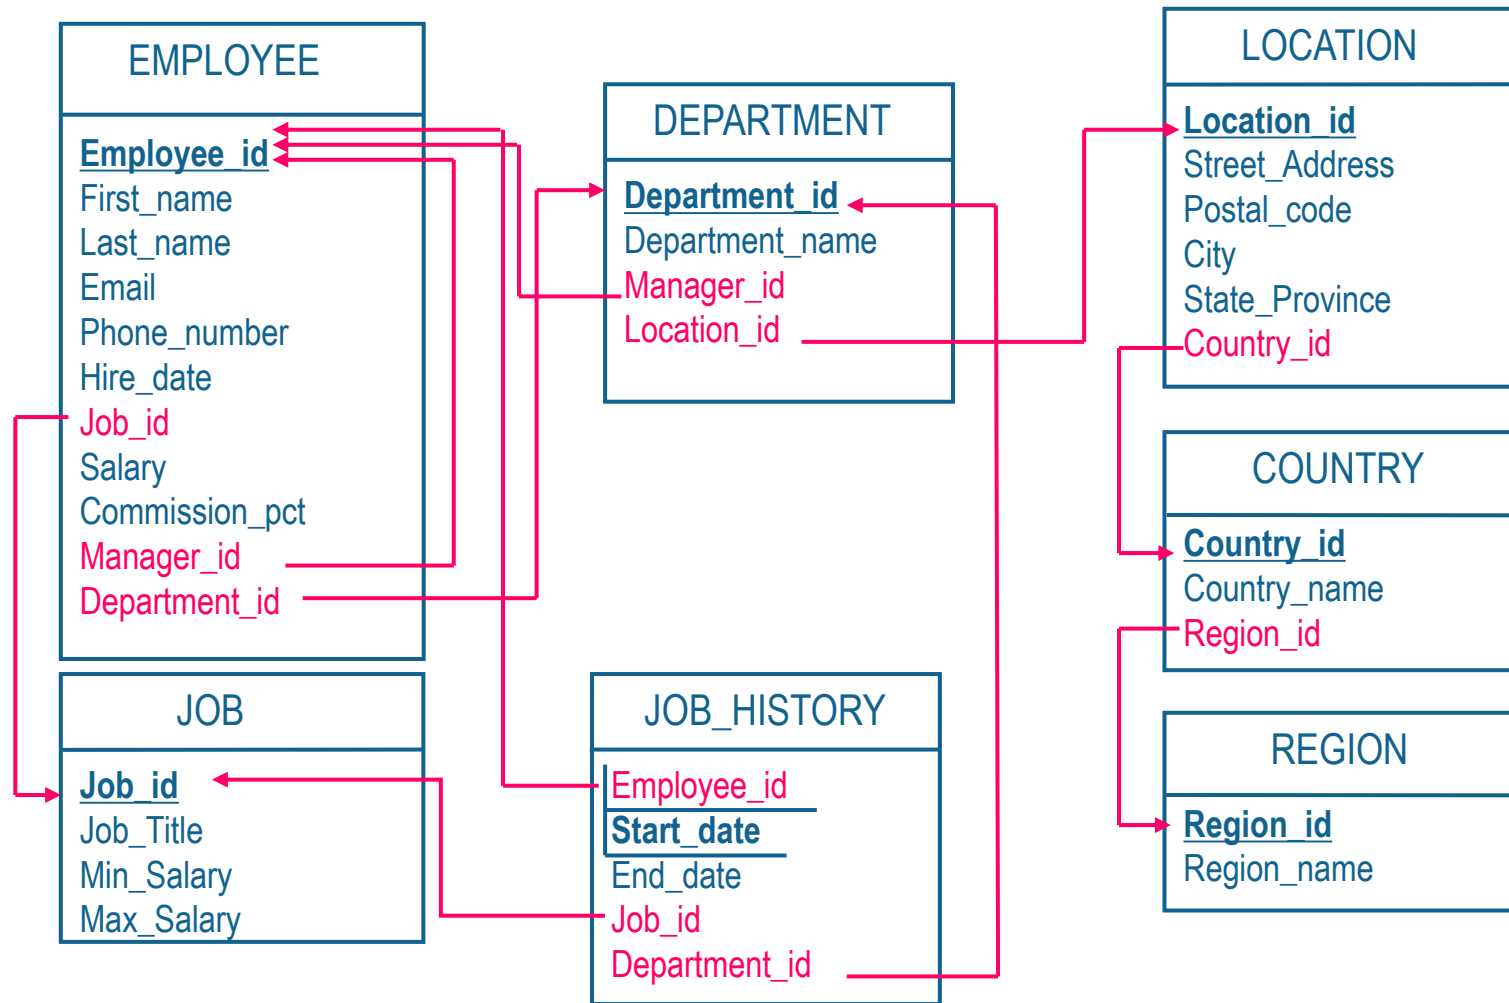 EMPLOYEE
Employee_id
First_name
Last_name
Email
Phone_number
Hire_date
Job_id
Salary
Commission_pct
Manager_id
Department_id
DEPARTMENT
Department_id
Department_name
Manager_id
Location_id
LOCATION
Location_id
Street_Address
Postal_code
City
State_Province
Country_id
COUNTRY
Country_id
Country_name
Region_id
JOB
Job_id
Job_Title
Min_Salary
Max_Salary
JOB_HISTORY
Employee_id
Start_date
End_date
Job_id
Department_id
REGION
Region_id
Region_name